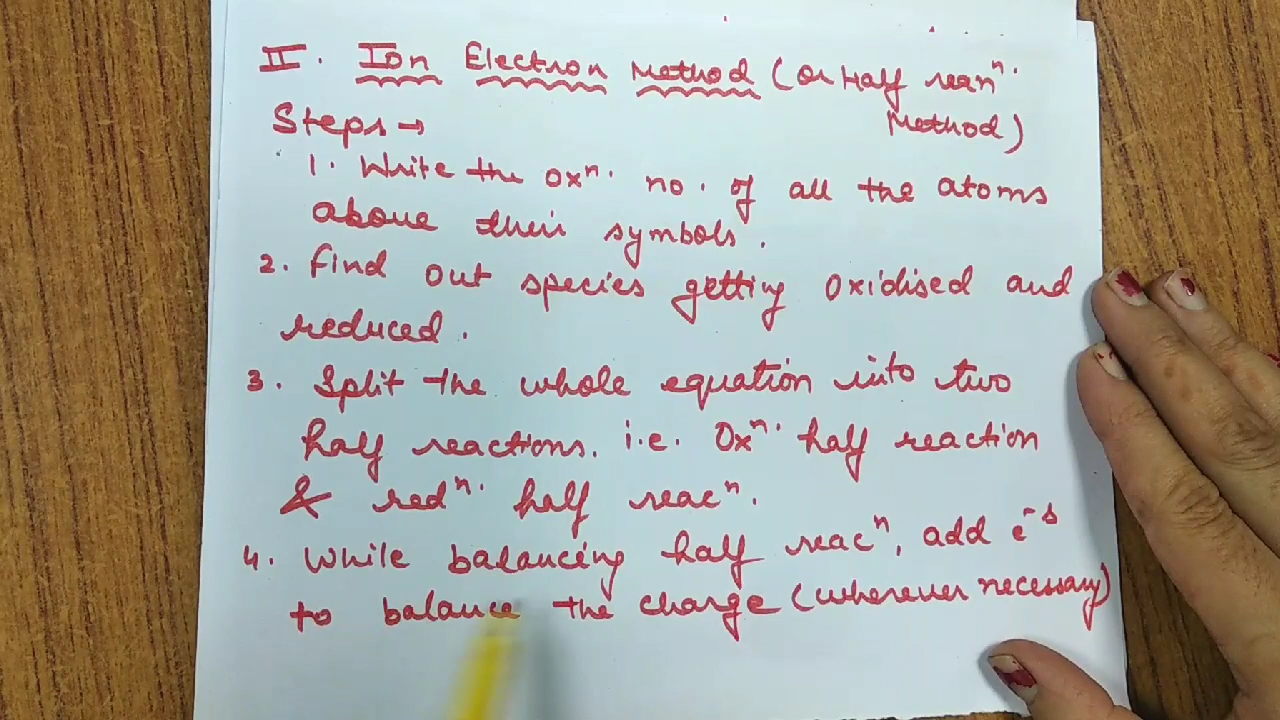 II. Ion Electron Method (or Half reanⁿ.
Method)
Steps →
1. Write the oxⁿ. no. of all the atoms
above their symbols.
2. Find out species getting Oxidised and
reduced.
3. Split the whole equation into two
half reactions. i.e. Oxⁿ. half reaction
& redⁿ. half reacⁿ.
4. While balancing half reacⁿ, add e⁻s
to balance the charge (wherever necessary)